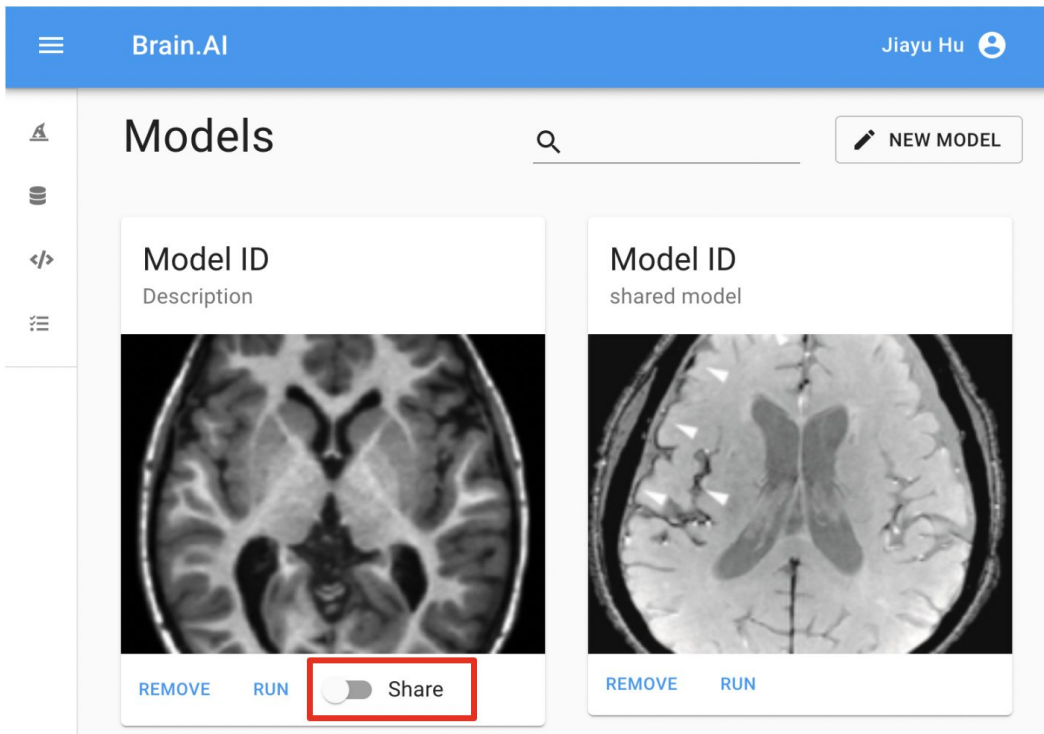 Brain.AI
Jiayu Hu
Models
NEW MODEL
Model ID
Description
REMOVE RUN Share
Model ID
shared model
REMOVE RUN